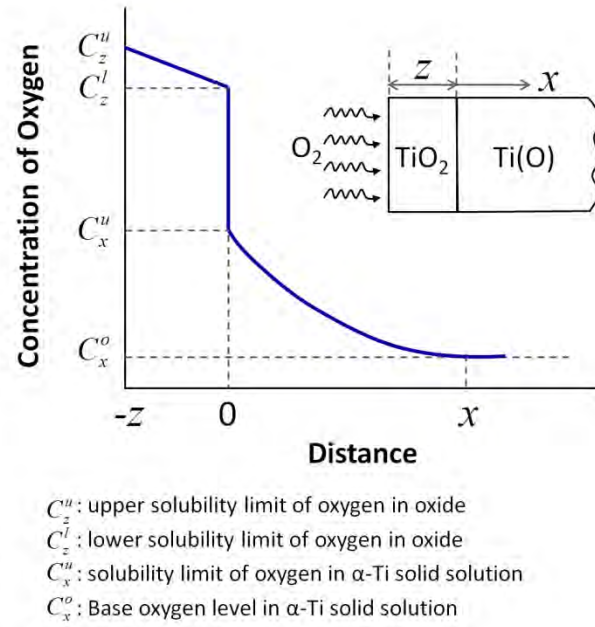 C_z^u
C_z^l
C_x^u
C_x^o
Concentration of Oxygen
z
x
O₂
TiO₂
Ti(O)
-z
0
x
Distance
C_z^u : upper solubility limit of oxygen in oxide
C_z^l : lower solubility limit of oxygen in oxide
C_x^u : solubility limit of oxygen in α-Ti solid solution
C_x^o : Base oxygen level in α-Ti solid solution